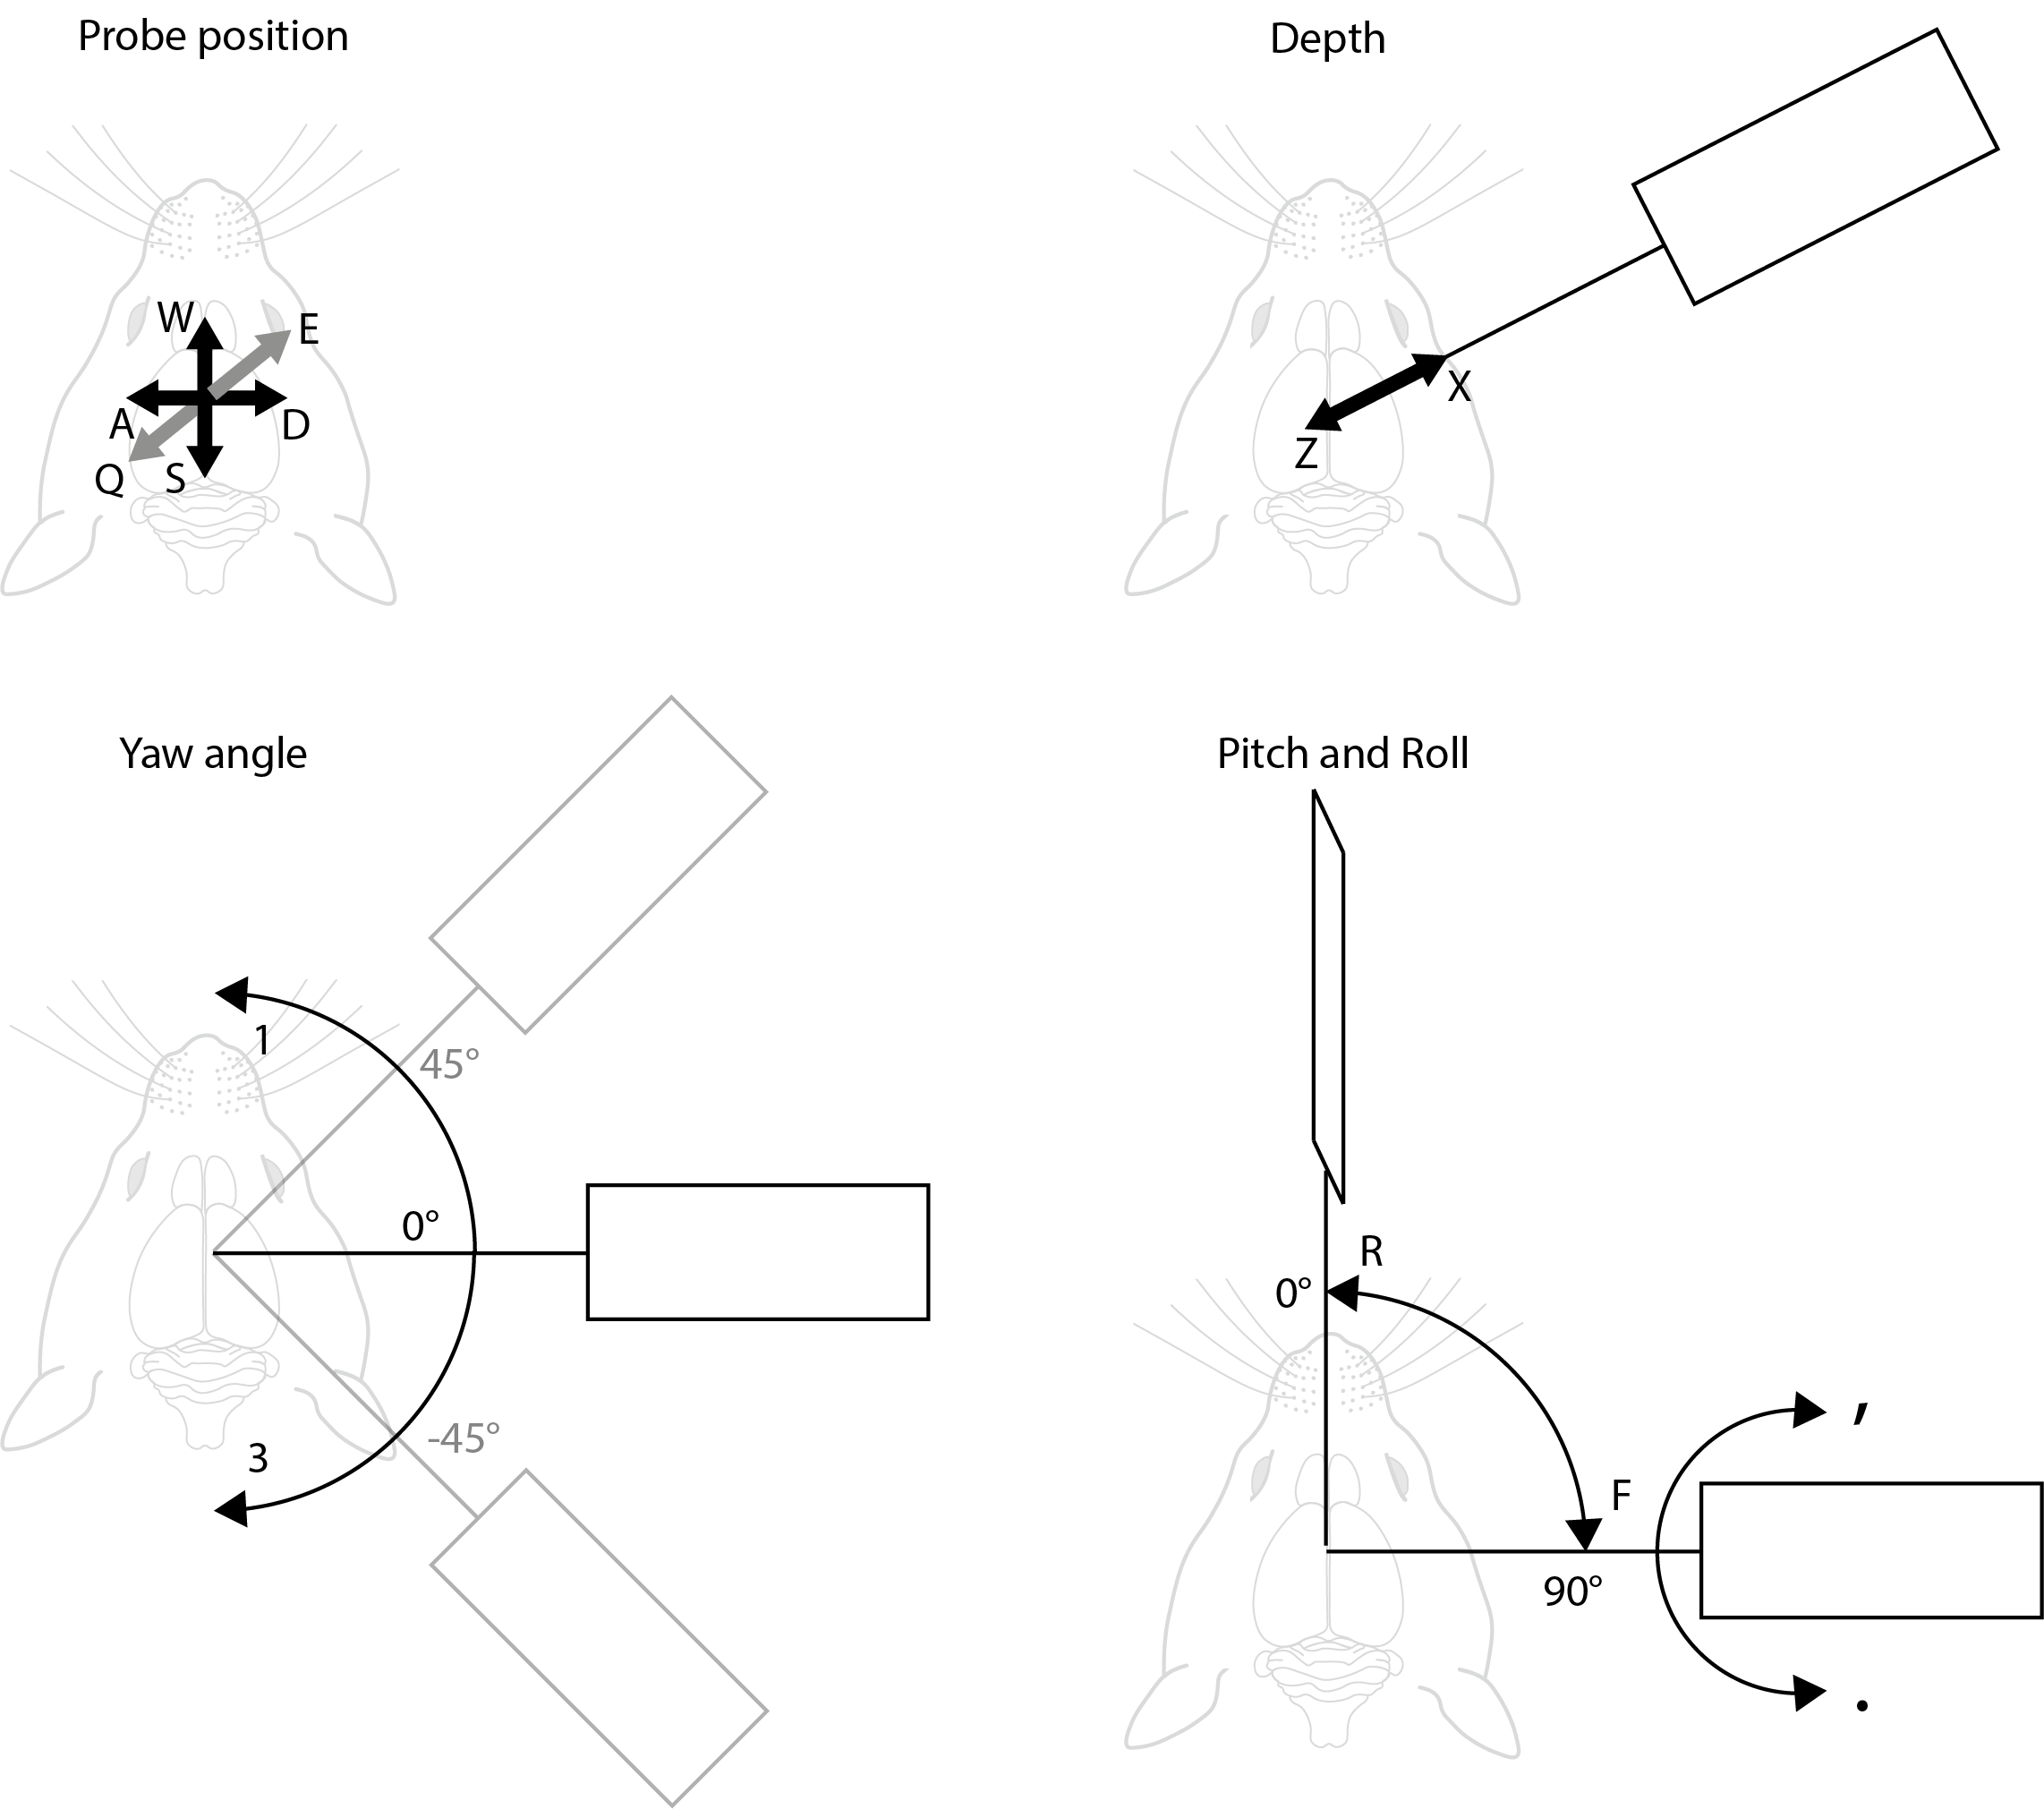 Probe position
W
E
A
D
Q
S
Depth
X
Z
Yaw angle
1
45°
0°
-45°
3
Pitch and Roll
R
0°
,
F
90°
.